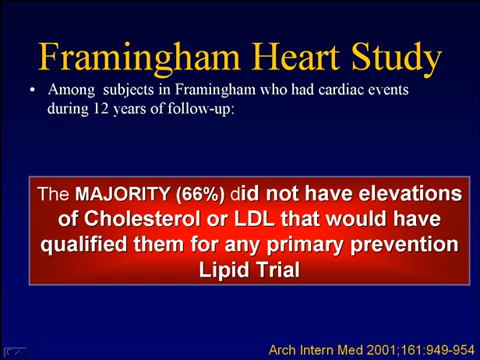 Framingham Heart Study
• Among subjects in Framingham who had cardiac events
during 12 years of follow-up:
The MAJORITY (66%) did not have elevations
of Cholesterol or LDL that would have
qualified them for any primary prevention
Lipid Trial
Arch Intern Med 2001;161:949-954